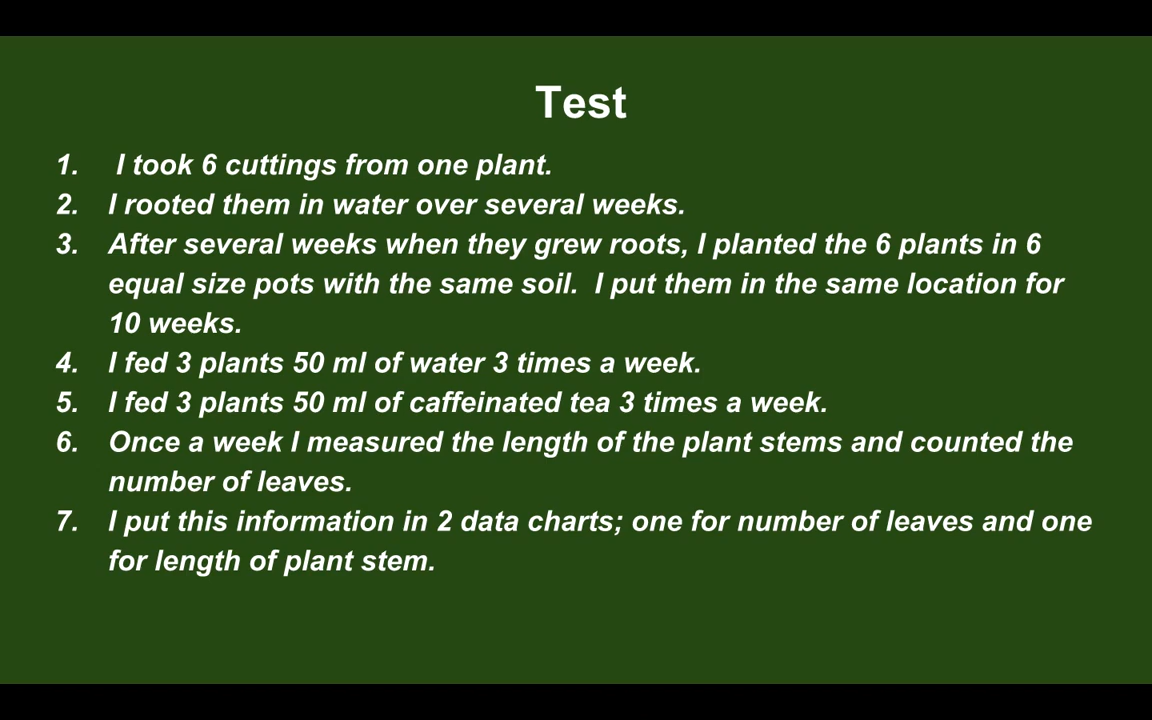 Test
1. I took 6 cuttings from one plant.
2. I rooted them in water over several weeks.
3. After several weeks when they grew roots, I planted the 6 plants in 6
equal size pots with the same soil.  I put them in the same location for
10 weeks.
4. I fed 3 plants 50 ml of water 3 times a week.
5. I fed 3 plants 50 ml of caffeinated tea 3 times a week.
6. Once a week I measured the length of the plant stems and counted the
number of leaves.
7. I put this information in 2 data charts; one for number of leaves and one
for length of plant stem.